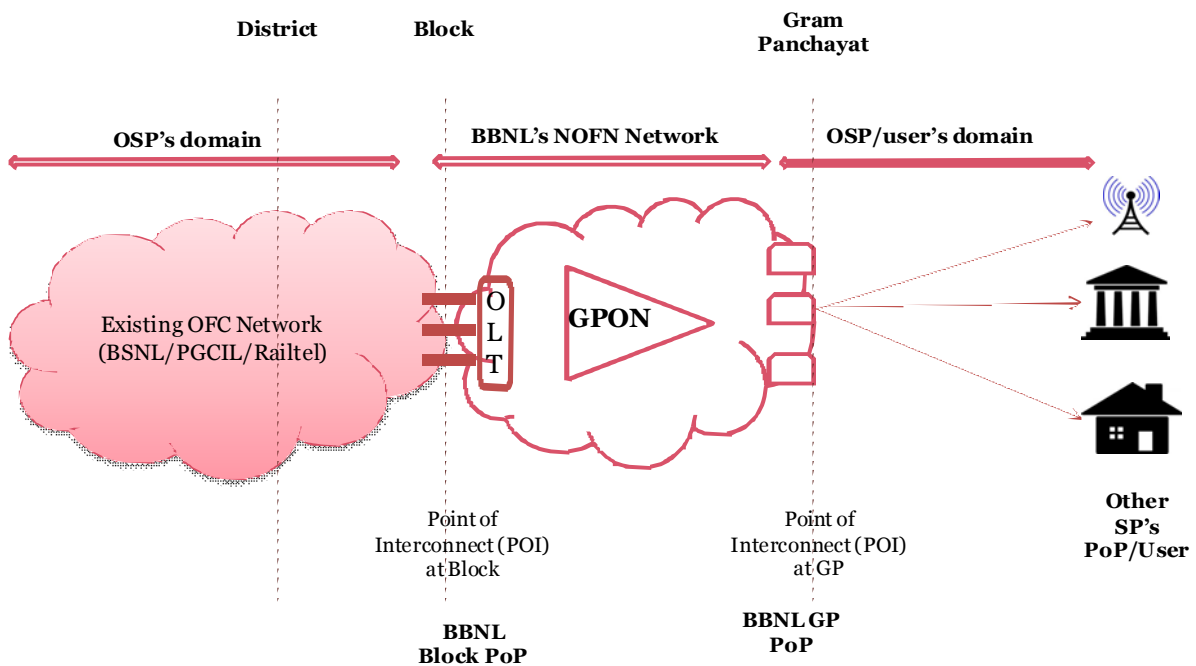 District
Block
Gram
Panchayat
OSP's domain
BBNL's NOFN Network
OSP/user's domain
Existing OFC Network
(BSNL/PGCIL/Railtel)
O
L
T
GPON
Point of
Interconnect (POI)
at Block
Point of
Interconnect (POI)
at GP
Other
SP's
PoP/User
BBNL
Block PoP
BBNL GP
PoP